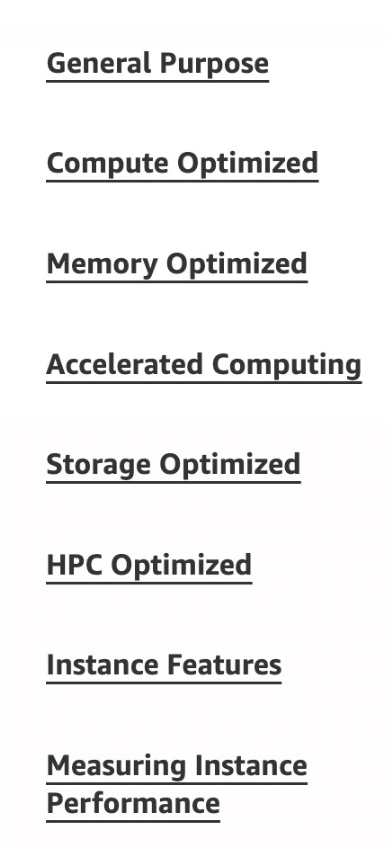 General Purpose
Compute Optimized
Memory Optimized
Accelerated Computing
Storage Optimized
HPC Optimized
Instance Features
Measuring Instance
Performance